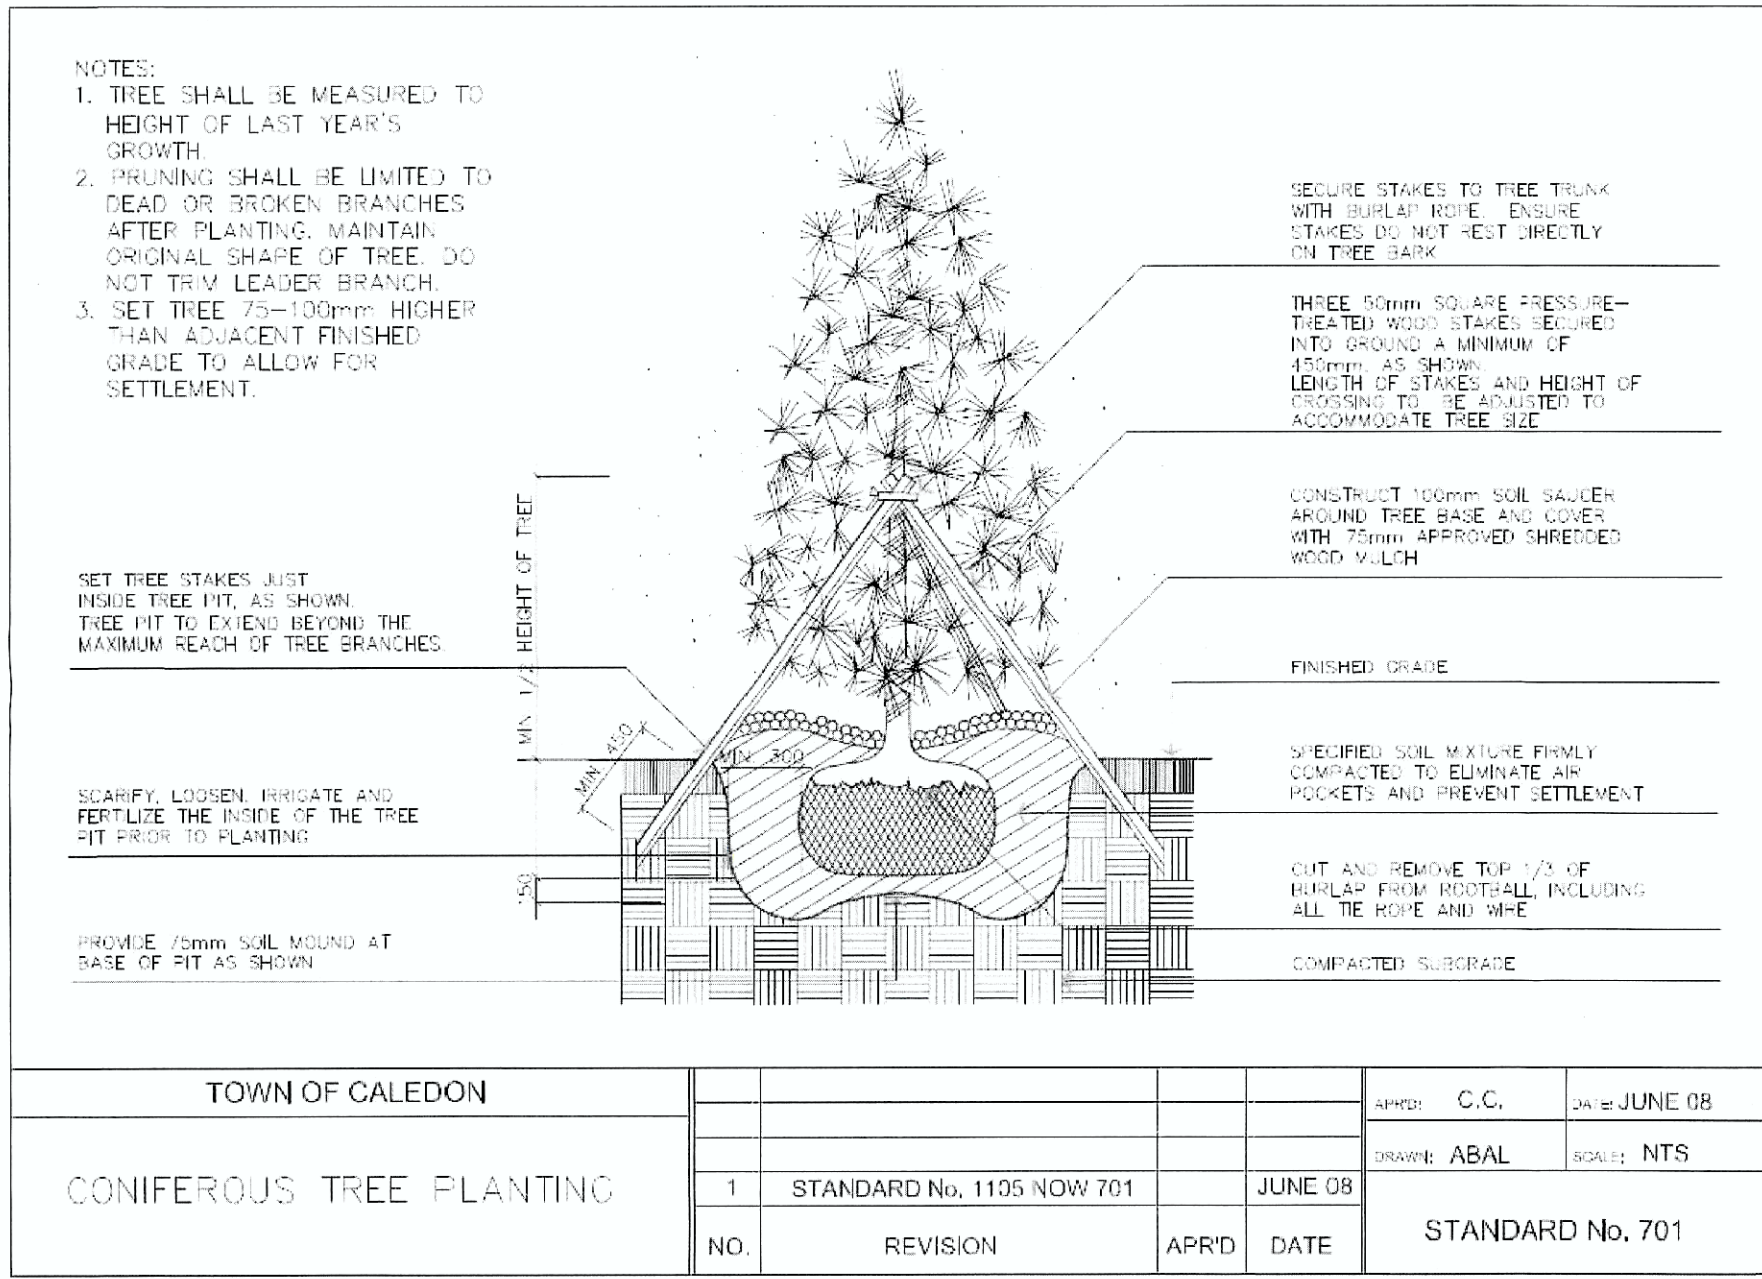 NOTES:
1. TREE SHALL BE MEASURED TO
HEIGHT OF LAST YEAR'S
GROWTH.
2. PRUNING SHALL BE LIMITED TO
DEAD OR BROKEN BRANCHES
AFTER PLANTING. MAINTAIN
ORIGINAL SHAPE OF TREE. DO
NOT TRIM LEADER BRANCH.
3. SET TREE 75-100mm HIGHER
THAN ADJACENT FINISHED
GRADE TO ALLOW FOR
SETTLEMENT.
SET TREE STAKES JUST
INSIDE TREE PIT, AS SHOWN.
TREE PIT TO EXTEND BEYOND THE
MAXIMUM REACH OF TREE BRANCHES.
SCARIFY, LOOSEN, IRRIGATE AND
FERTILIZE THE INSIDE OF THE TREE
PIT PRIOR TO PLANTING
PROVIDE 75mm SOIL MOUND AT
BASE OF PIT AS SHOWN
MIN 1/2 HEIGHT OF TREE
MIN 450
MIN. 300
50
SECURE STAKES TO TREE TRUNK
WITH BURLAP ROPE. ENSURE
STAKES DO NOT REST DIRECTLY
ON TREE BARK
THREE 50mm SQUARE PRESSURE-
TREATED WOOD STAKES SECURED
INTO GROUND A MINIMUM OF
450mm. AS SHOWN.
LENGTH OF STAKES AND HEIGHT OF
CROSSING TO BE ADJUSTED TO
ACCOMMODATE TREE SIZE
CONSTRUCT 100mm SOIL SAUCER
AROUND TREE BASE AND COVER
WITH 75mm APPROVED SHREDDED
WOOD MULCH
FINISHED GRADE
SPECIFIED SOIL MIXTURE FIRMLY
COMPACTED TO ELIMINATE AIR
POCKETS AND PREVENT SETTLEMENT
CUT AND REMOVE TOP 1/3 OF
BURLAP FROM ROOTBALL, INCLUDING
ALL TIE ROPE AND WIRE
COMPACTED SUBGRADE
TOWN OF CALEDON
CONIFEROUS TREE PLANTING
1 STANDARD No. 1105 NOW 701 JUNE 08
NO. REVISION APR'D DATE
APR'D: C.C. DATE: JUNE 08
DRAWN: ABAL SCALE: NTS
STANDARD No. 701